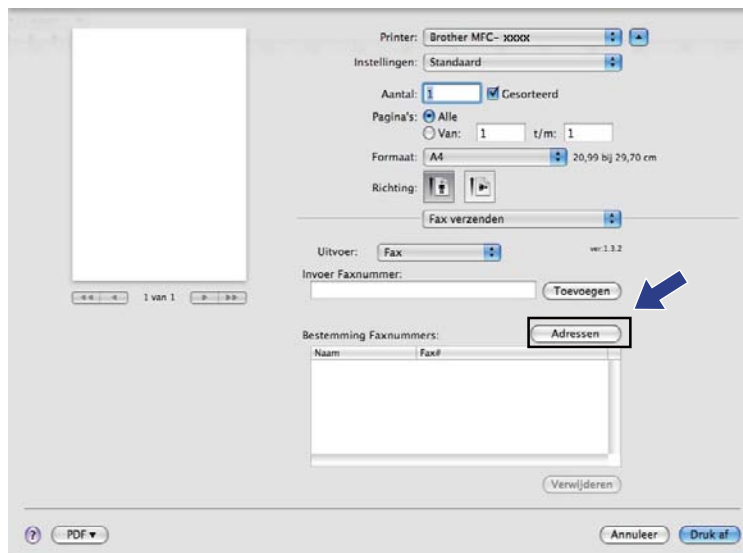 Printer: Brother MFC- xxxx
Instellingen: Standaard
Aantal: 1 Gesorteerd
Pagina's: Alle
Van: 1 t/m: 1
Formaat: A4 20,99 bij 29,70 cm
Richting:
Fax verzenden
Uitvoer: Fax ver:1.3.2
Invoer Faxnummer:
Toevoegen
1 van 1
Bestemming Faxnummers: Adressen
Naam Fax#
Verwijderen
? PDF Annuleer Druk af